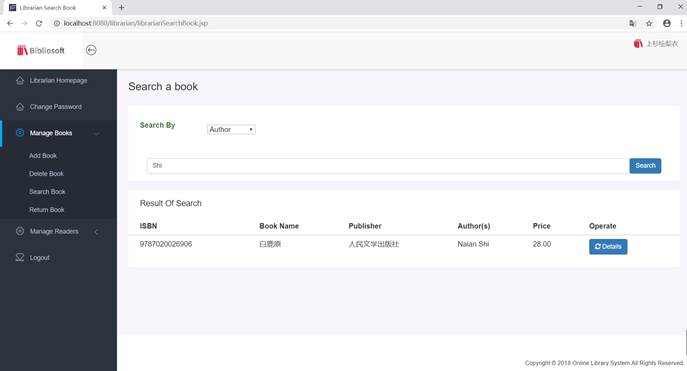 Librarian Search Book
localhost:8080/librarian/librarianSearchBook.jsp
Bibliosoft
上杉绘梨衣
Librarian Homepage
Change Password
Manage Books
Add Book
Delete Book
Search Book
Return Book
Manage Readers
Logout
Search a book
Search By
Author
Shi
Search
Result Of Search
ISBN Book Name Publisher Author(s) Price Operate
9787020026906 白鹿原 人民文学出版社 Naian Shi 28.00 Details
Copyright © 2018 Online Library System All Rights Reserved.